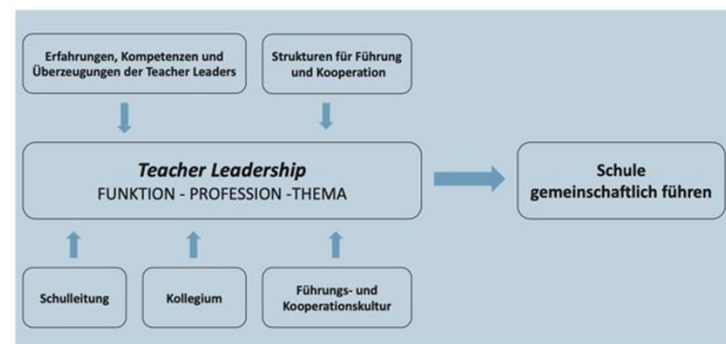 Erfahrungen, Kompetenzen und
Überzeugungen der Teacher Leaders
Strukturen für Führung
und Kooperation
Teacher Leadership
FUNKTION - PROFESSION -THEMA
Schule
gemeinschaftlich führen
Schulleitung
Kollegium
Führungs- und
Kooperationskultur